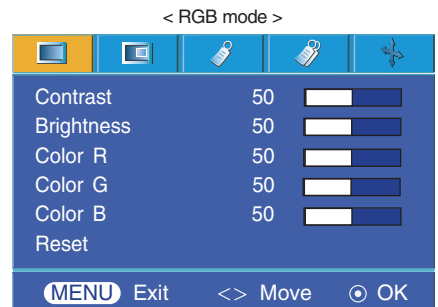 < RGB mode >
Contrast 50
Brightness 50
Color R 50
Color G 50
Color B 50
Reset
MENU Exit <> Move ⊙ OK